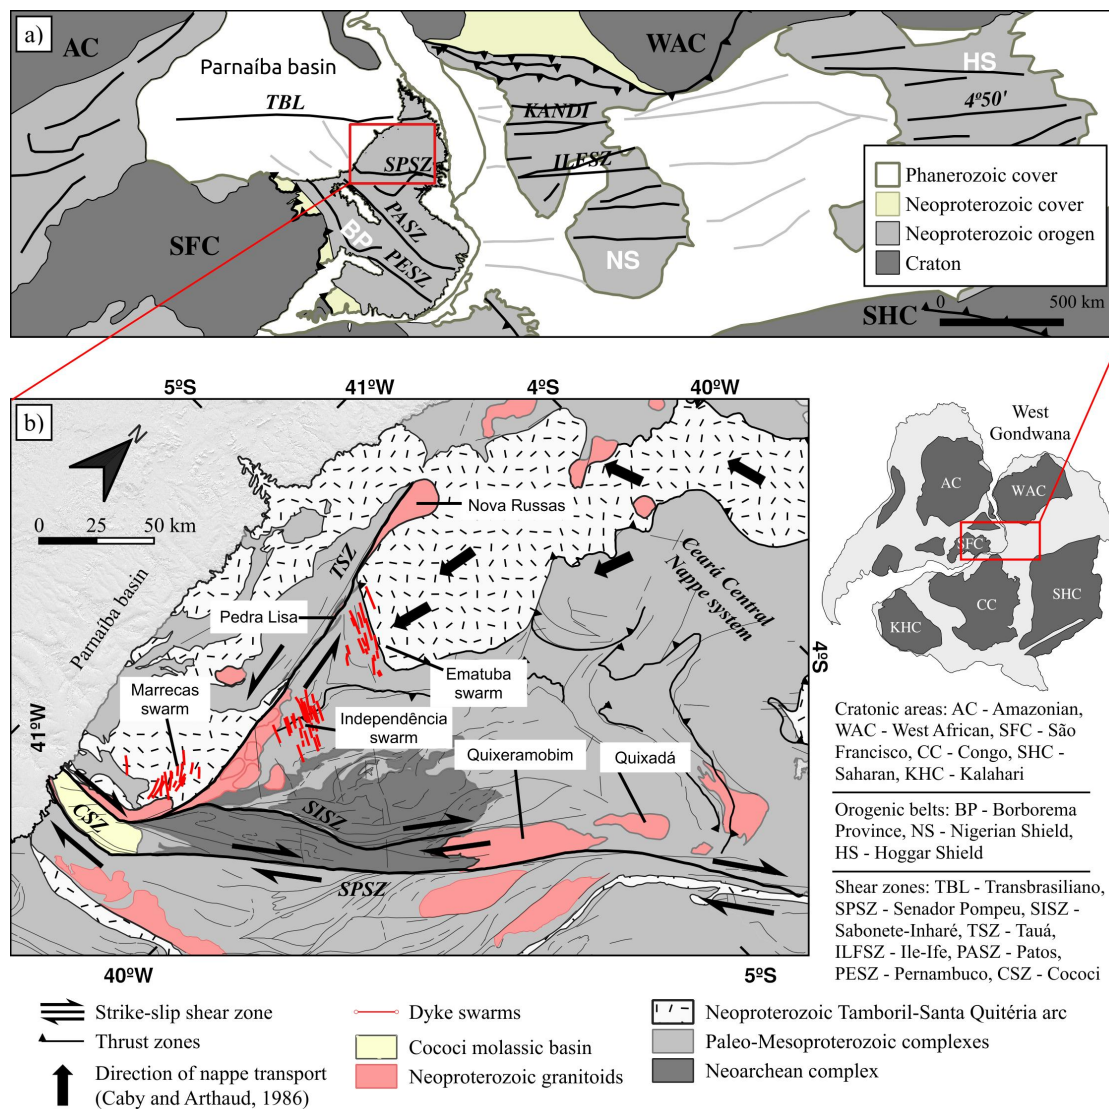 a)
AC
WAC
HS
Parnaíba basin
TBL
KANDI
4º50'
SPSZ
ILFSZ
PASZ
BP
SFC
PESZ
NS
SHC
Phanerozoic cover
Neoproterozoic cover
Neoproterozoic orogen
Craton
0
500 km
5ºS
41ºW
4ºS
40ºW
b)
N
0
25
50 km
Nova Russas
TSZ
Ceará Central
Nappe system
Parnaíba basin
Pedra Lisa
Ematuba
swarm
Marrecas
swarm
Independência
swarm
Quixeramobim
Quixadá
4ºS
41ºW
CSZ
SISZ
SPSZ
40ºW
5ºS
West
Gondwana
AC
WAC
SFC
CC
SHC
KHC
Cratonic areas: AC - Amazonian,
WAC - West African, SFC - São
Francisco, CC - Congo, SHC -
Saharan, KHC - Kalahari
Orogenic belts: BP - Borborema
Province, NS - Nigerian Shield,
HS - Hoggar Shield
Shear zones: TBL - Transbrasiliano,
SPSZ - Senador Pompeu, SISZ -
Sabonete-Inharé, TSZ - Tauá,
ILFSZ - Ile-Ife, PASZ - Patos,
PESZ - Pernambuco, CSZ - Cococi
Strike-slip shear zone
Thrust zones
Direction of nappe transport
(Caby and Arthaud, 1986)
Dyke swarms
Cococi molassic basin
Neoproterozoic granitoids
Neoproterozoic Tamboril-Santa Quitéria arc
Paleo-Mesoproterozoic complexes
Neoarchean complex